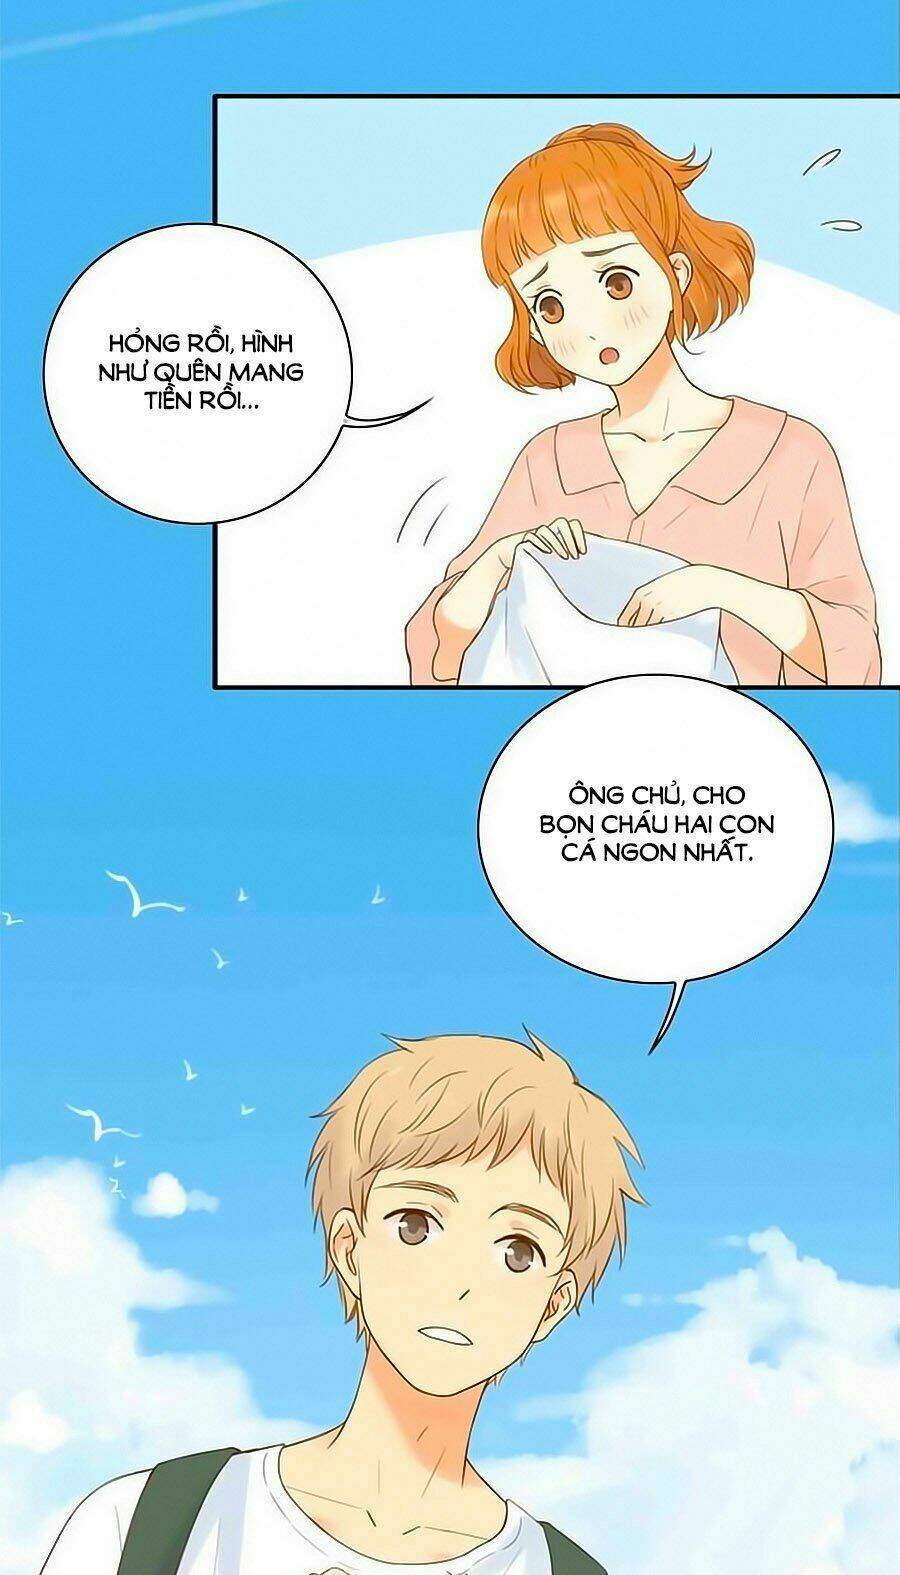 HỎNG RỒI, HÌNH
NHƯ QUÊN MANG
TIỀN RỒI...
ÔNG CHỦ, CHO
BỌN CHÁU HAI CON
CÁ NGON NHẤT.